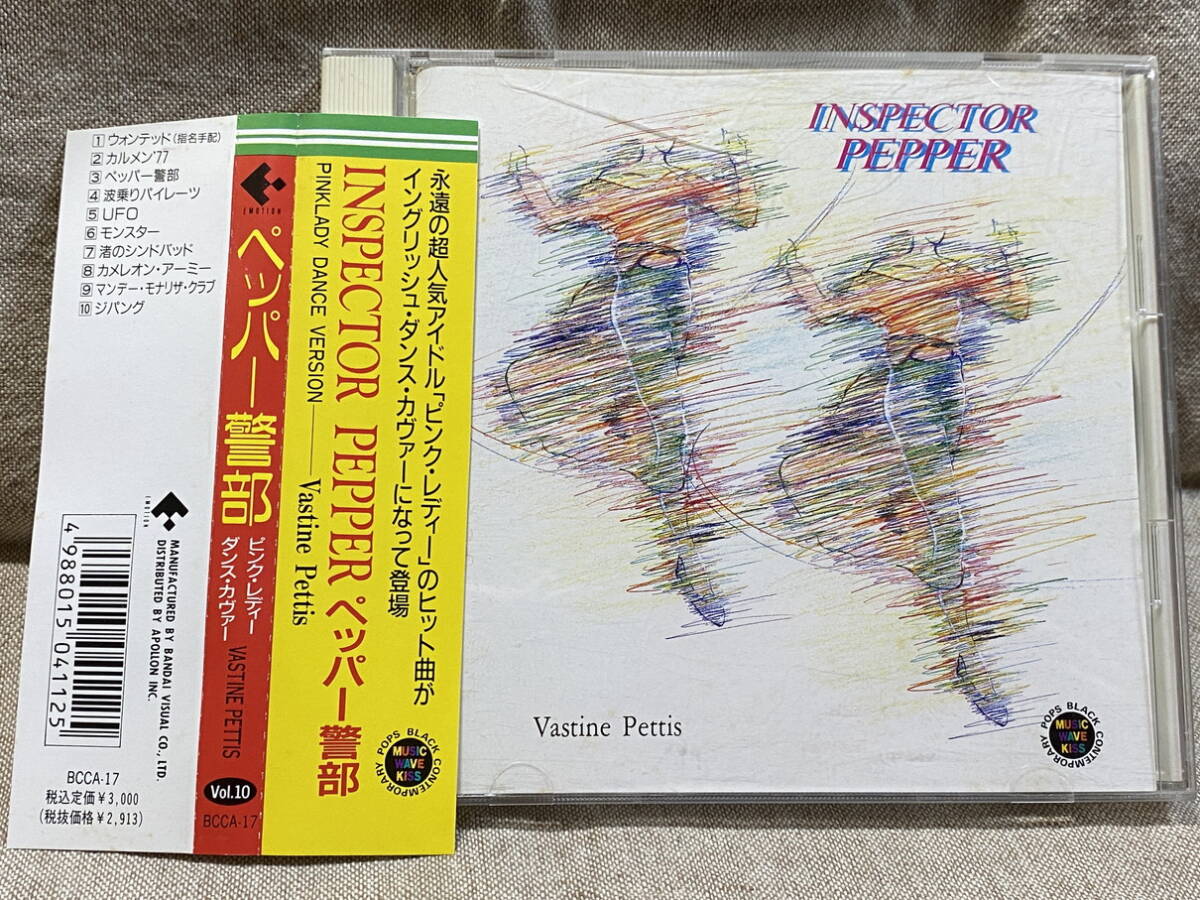 1 ウォンテッド(指名手配)
2 カルメン'77
3 ペッパー警部
4 波乗りパイレーツ
5 UFO
6 モンスター
7 渚のシンドバッド
8 カメレオン・アーミー
9 マンデー・モナリザ・クラブ
10 ジパング
EMOTION
MANUFACTURED BY BANDAI VISUAL CO., LTD.
DISTRIBUTED BY APOLLON INC.
4 988015 041125
BCCA-17
税込定価¥3,000
(税抜価格¥2,913)
EMOTION
ペッパー警部
ピンク・レディー
ダンス・カヴァー
VASTINE PETTIS
Vol.10
BCCA-17
永遠の超人気アイドル「ピンク・レディー」のヒット曲が
イングリッシュ・ダンス・カヴァーになって登場
INSPECTOR PEPPER ペッパー警部
PINKLADY DANCE VERSION
Vastine Pettis
POPS BLACK CONTEMPORARY
MUSIC
WAVE
KISS
INSPECTOR
PEPPER
Vastine Pettis
POPS BLACK CONTEMPORARY
MUSIC
WAVE
KISS